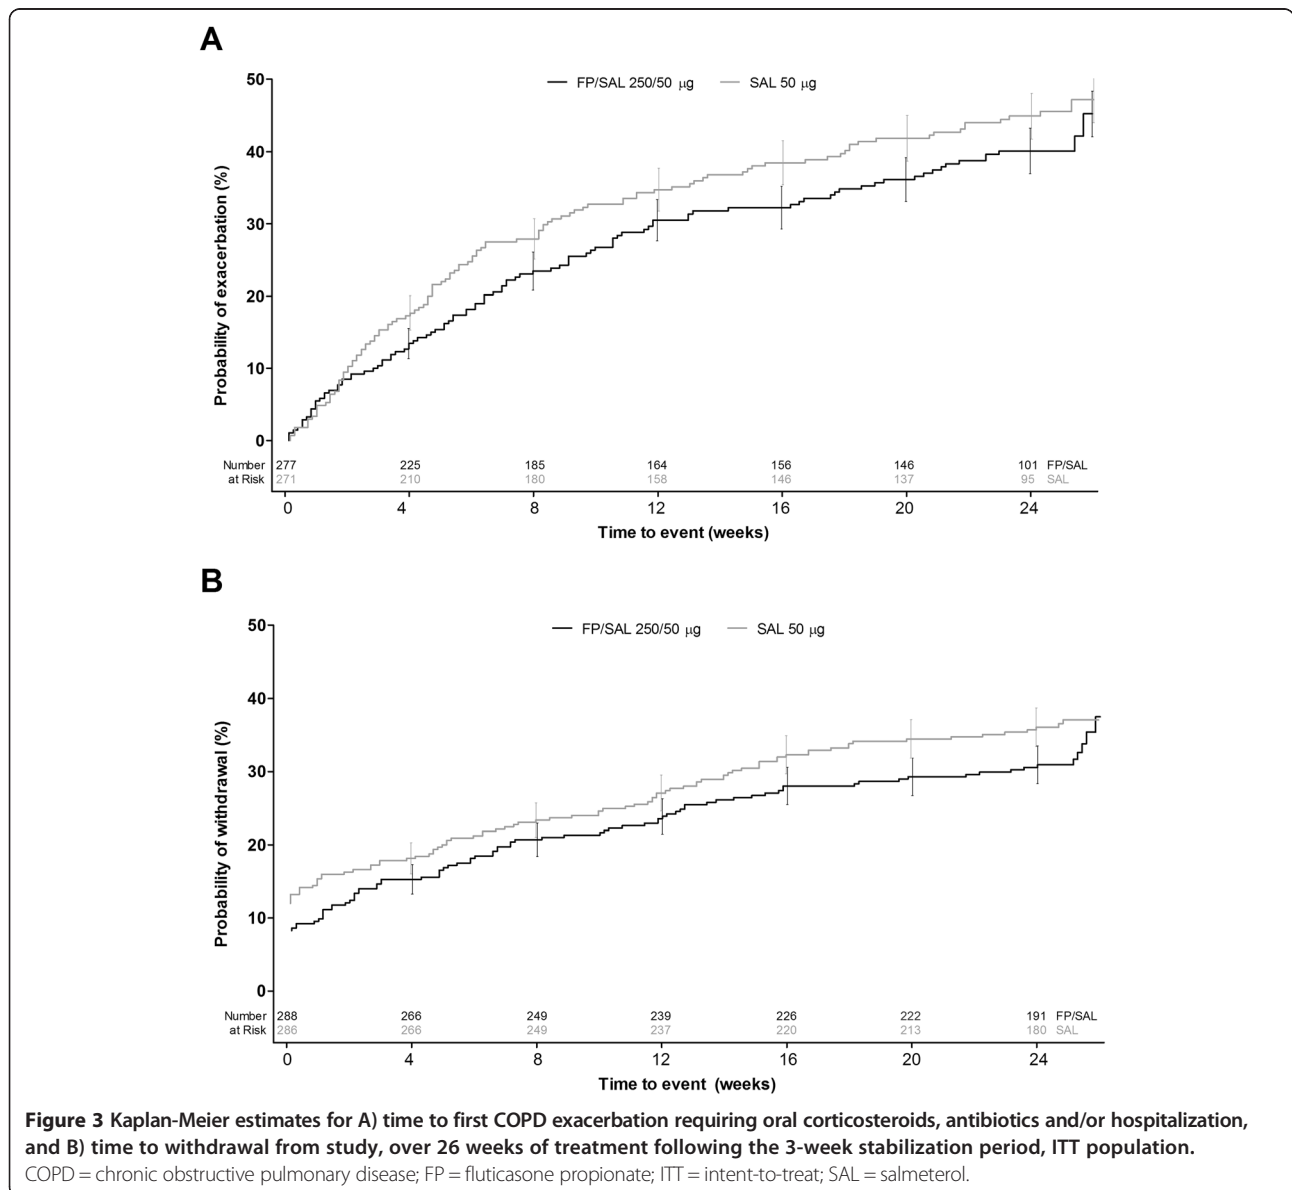 A
FP/SAL 250/50 μg SAL 50 μg
Probability of exacerbation (%)
50
40
30
20
10
0
Number 277 225 185 164 156 146 101 FP/SAL
at Risk 271 210 180 158 146 137 95 SAL
0 4 8 12 16 20 24
Time to event (weeks)
B
FP/SAL 250/50 μg SAL 50 μg
Probability of withdrawal (%)
50
40
30
20
10
0
Number 288 266 249 239 226 222 191 FP/SAL
at Risk 286 266 249 237 220 213 180 SAL
0 4 8 12 16 20 24
Time to event (weeks)
Figure 3 Kaplan-Meier estimates for A) time to first COPD exacerbation requiring oral corticosteroids, antibiotics and/or hospitalization,
and B) time to withdrawal from study, over 26 weeks of treatment following the 3-week stabilization period, ITT population.
COPD = chronic obstructive pulmonary disease; FP = fluticasone propionate; ITT = intent-to-treat; SAL = salmeterol.